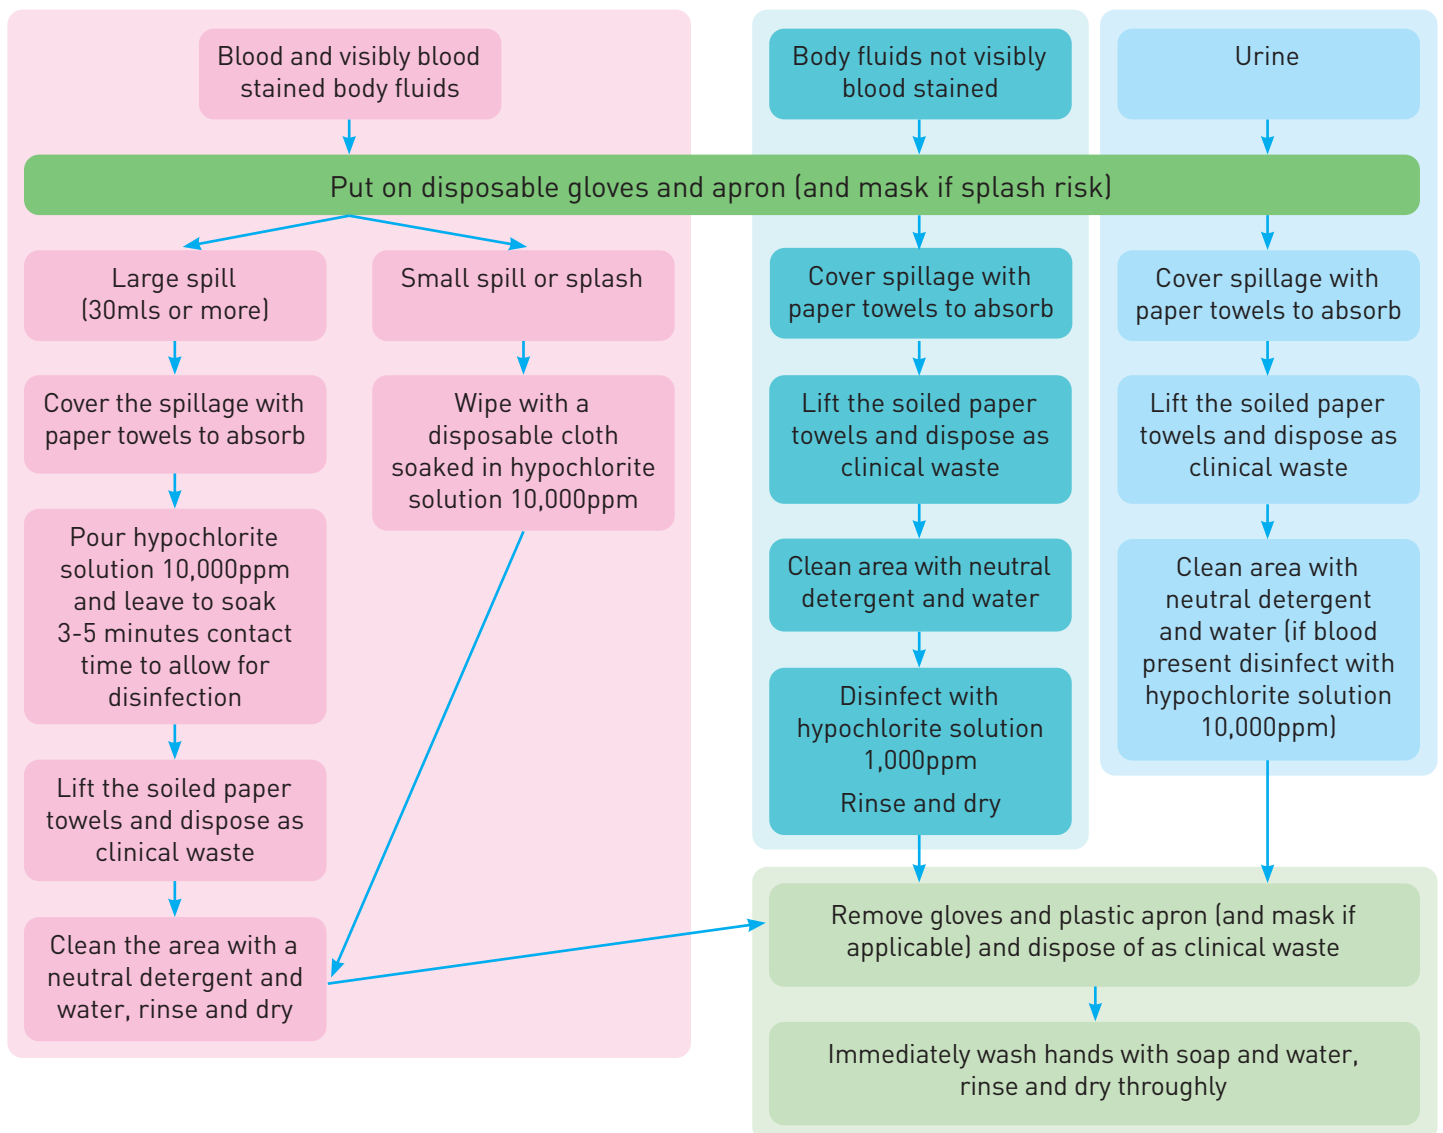 Blood and visibly blood
stained body fluids
Body fluids not visibly
blood stained
Urine
Put on disposable gloves and apron (and mask if splash risk)
Large spill
(30mls or more)
Cover the spillage with
paper towels to absorb
Pour hypochlorite
solution 10,000ppm
and leave to soak
3-5 minutes contact
time to allow for
disinfection
Lift the soiled paper
towels and dispose as
clinical waste
Clean the area with a
neutral detergent and
water, rinse and dry
Small spill or splash
Wipe with a
disposable cloth
soaked in hypochlorite
solution 10,000ppm
Cover spillage with
paper towels to absorb
Lift the soiled paper
towels and dispose as
clinical waste
Clean area with neutral
detergent and water
Disinfect with
hypochlorite solution
1,000ppm
Rinse and dry
Cover spillage with
paper towels to absorb
Lift the soiled paper
towels and dispose as
clinical waste
Clean area with
neutral detergent
and water (if blood
present disinfect with
hypochlorite solution
10,000ppm)
Remove gloves and plastic apron (and mask if
applicable) and dispose of as clinical waste
Immediately wash hands with soap and water,
rinse and dry throughly